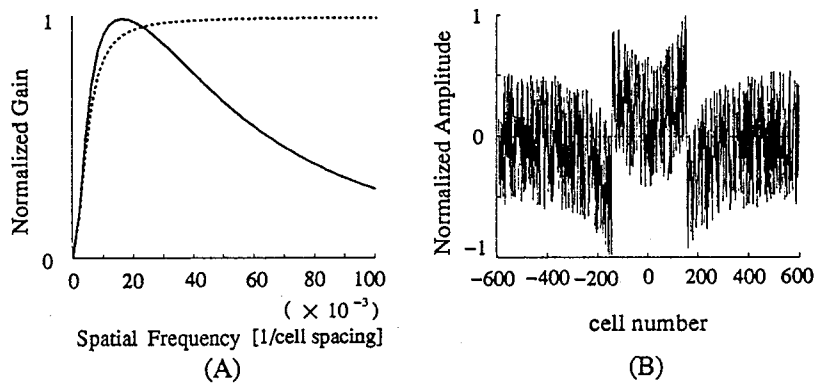 Normalized Gain
1
0
0 20 40 60 80 100
( × 10⁻³ )
Spatial Frequency [1/cell spacing]
(A)
Normalized Amplitude
1
0
−1
−600 −400 −200 0 200 400 600
cell number
(B)